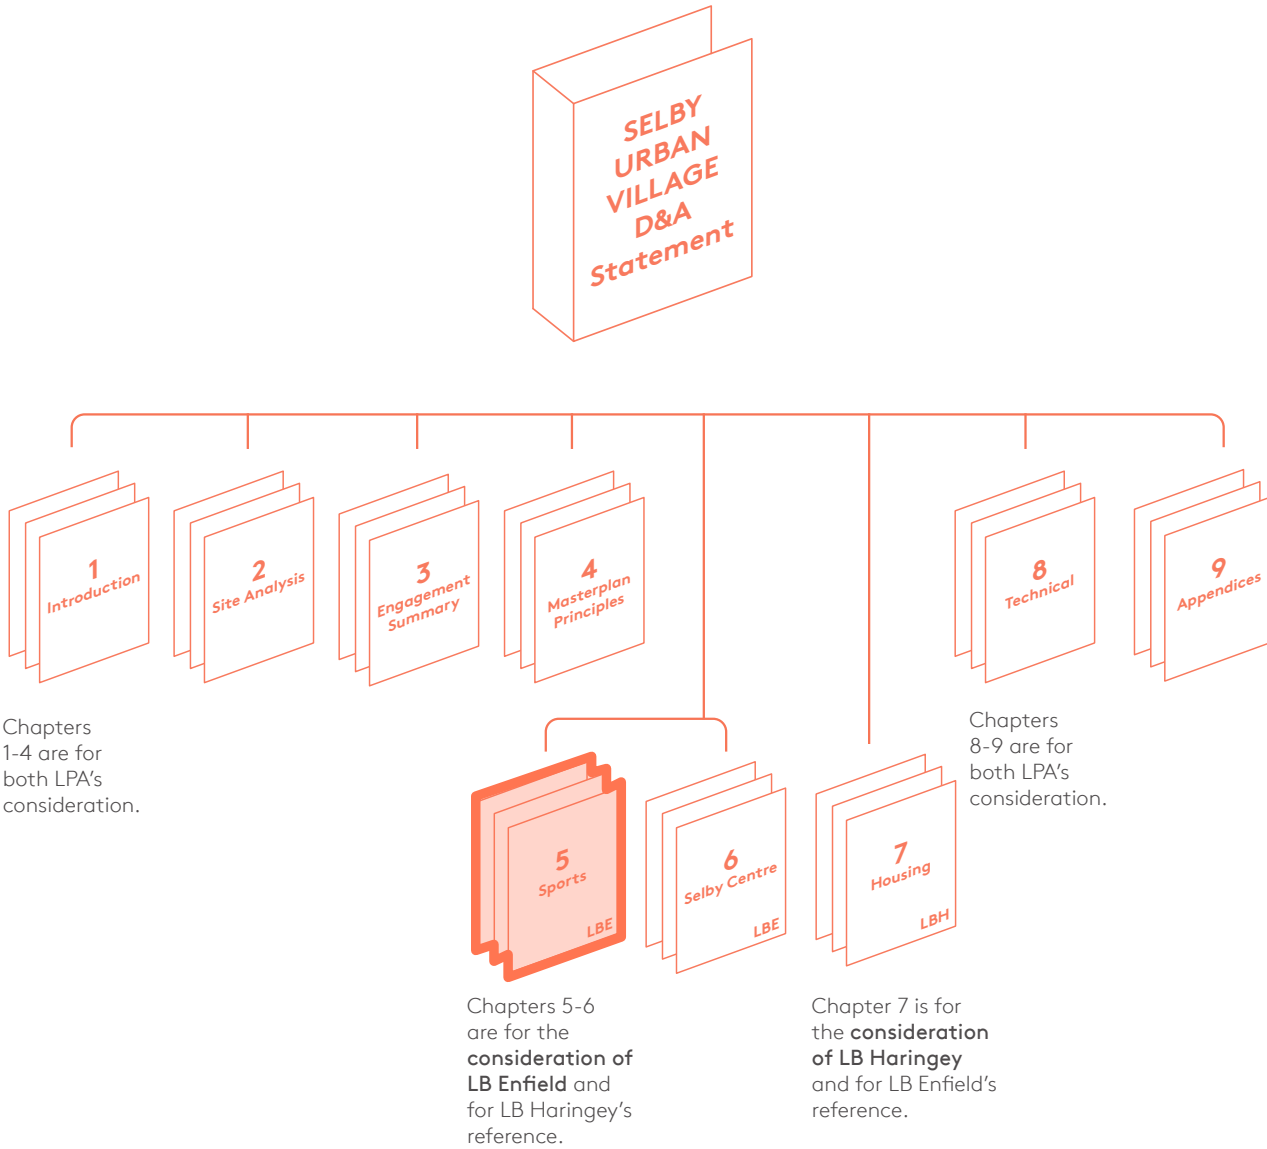 SELBY
URBAN
VILLAGE
D&A
Statement
1
Introduction
2
Site Analysis
3
Engagement
Summary
4
Masterplan
Principles
8
Technical
9
Appendices
Chapters
1-4 are for
both LPA's
consideration.
Chapters
8-9 are for
both LPA's
consideration.
5
Sports
LBE
6
Selby Centre
LBE
7
Housing
LBH
Chapters 5-6
are for the
consideration of
LB Enfield and
for LB Haringey's
reference.
Chapter 7 is for
the consideration
of LB Haringey
and for LB Enfield's
reference.